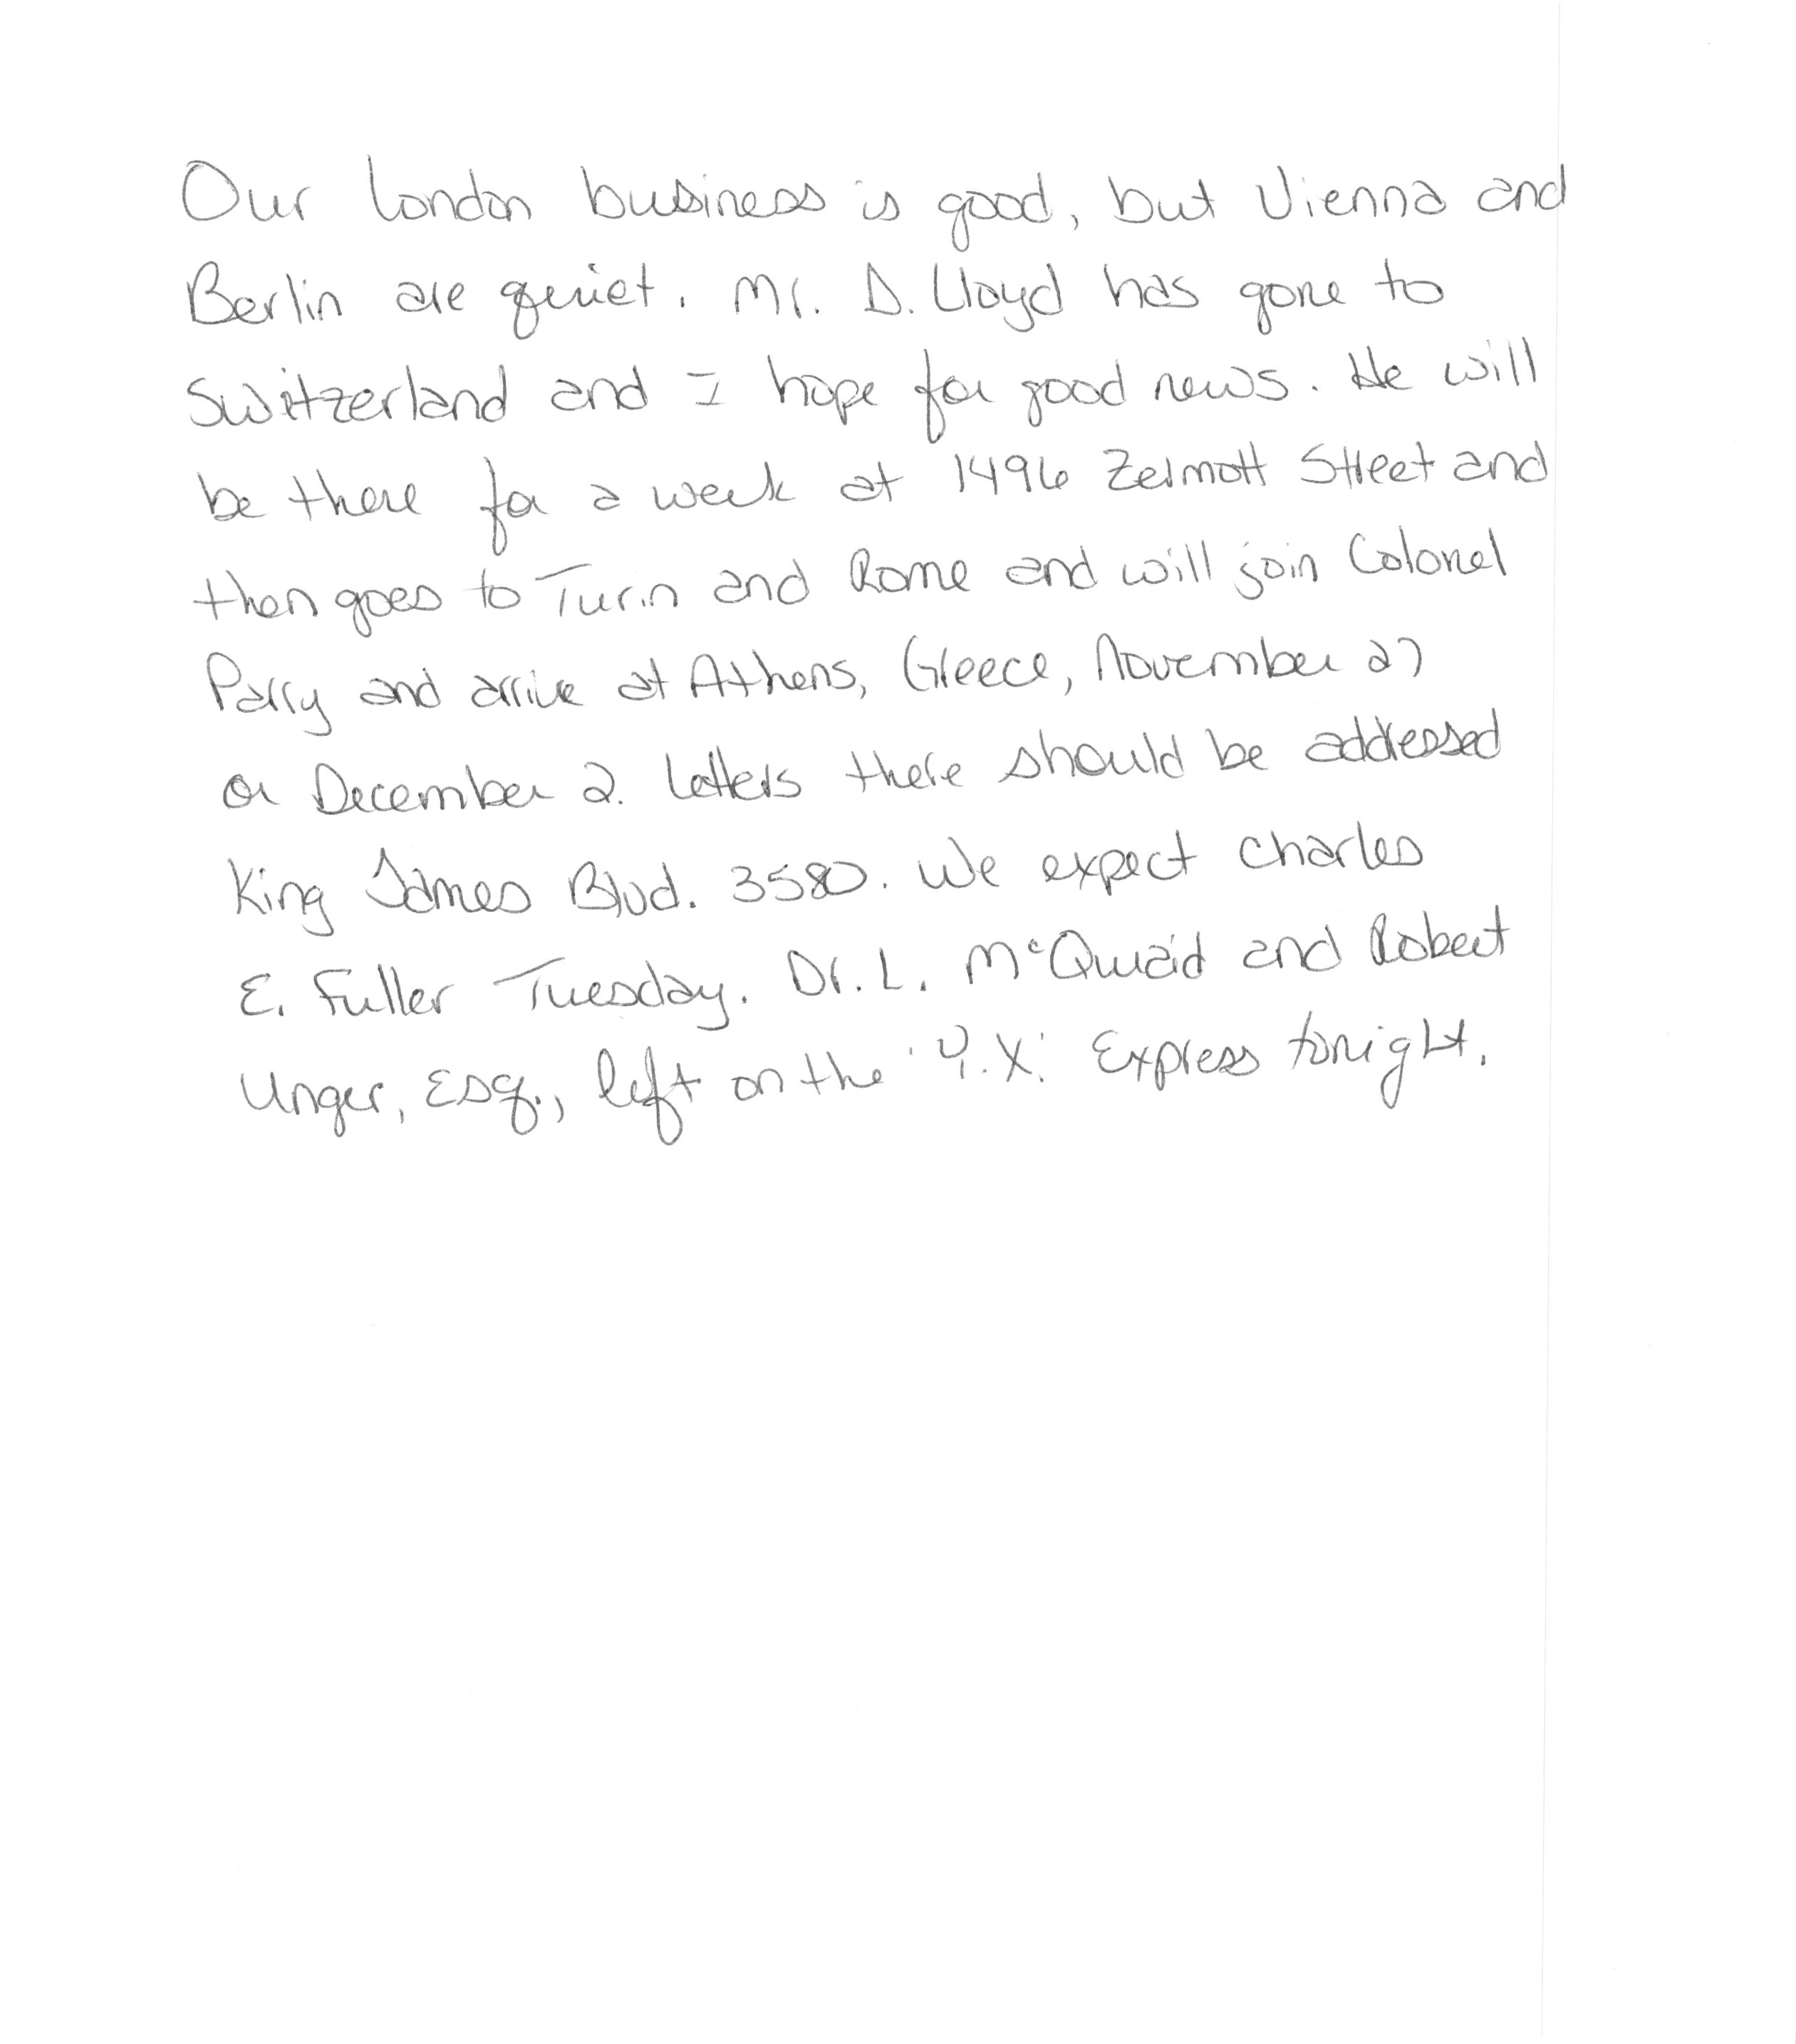 Our London business is good, but Vienna and
Berlin are quiet. Mr. D. Lloyd has gone to
Switzerland and I hope for good news. He will
be there for a week at 1496 Zermott Street and
then goes to Turin and Rome and will join Colonel
Parry and arrive at Athens, Greece, November 27
or December 2. Letters there should be addressed
King James Blvd. 3580. We expect Charles
E. Fuller Tuesday. Dr. L. McQuaid and Robert
Unger, Esq., left on the 'Y.X.' Express tonight.